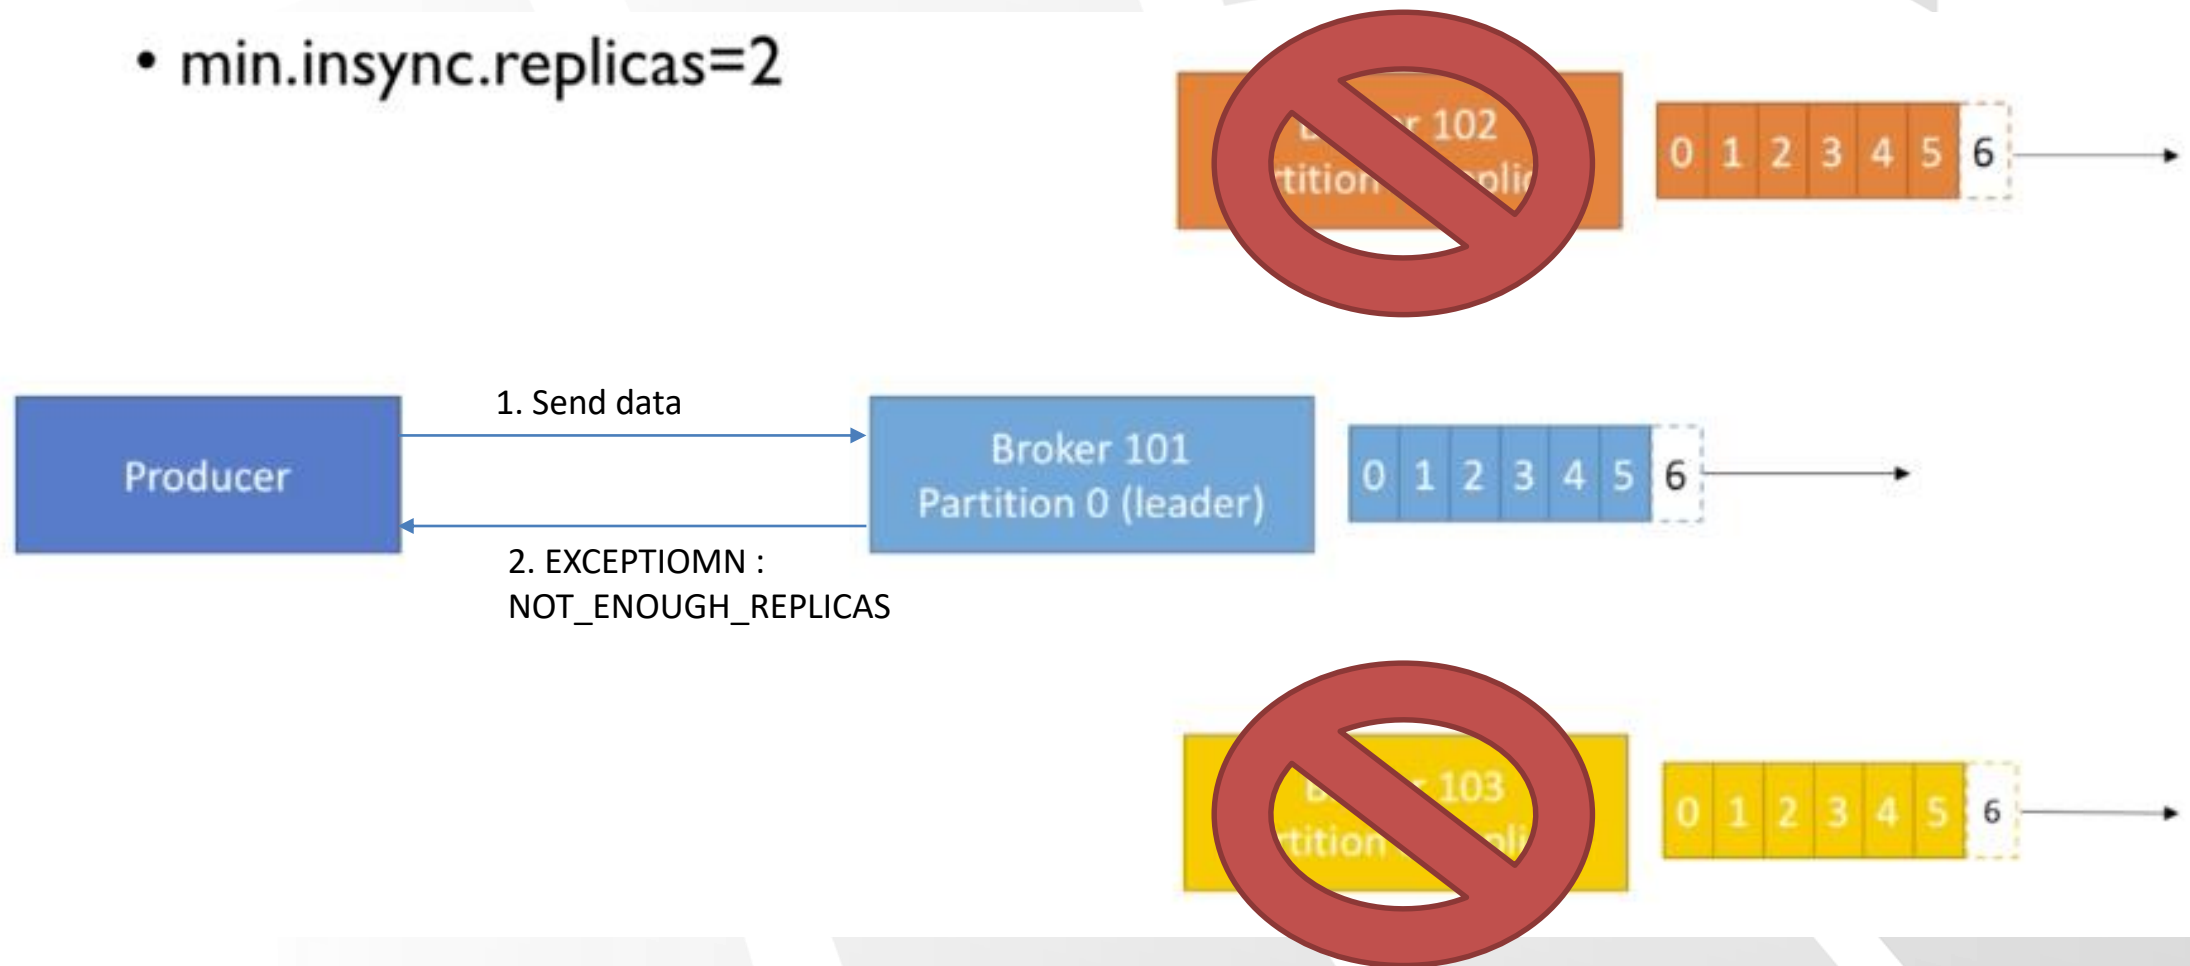 • min.insync.replicas=2
102
0 1 2 3 4 5 6
1. Send data
Producer
Broker 101
Partition 0 (leader)
0 1 2 3 4 5 6
2. EXCEPTIOMN :
NOT_ENOUGH_REPLICAS
103
0 1 2 3 4 5 6